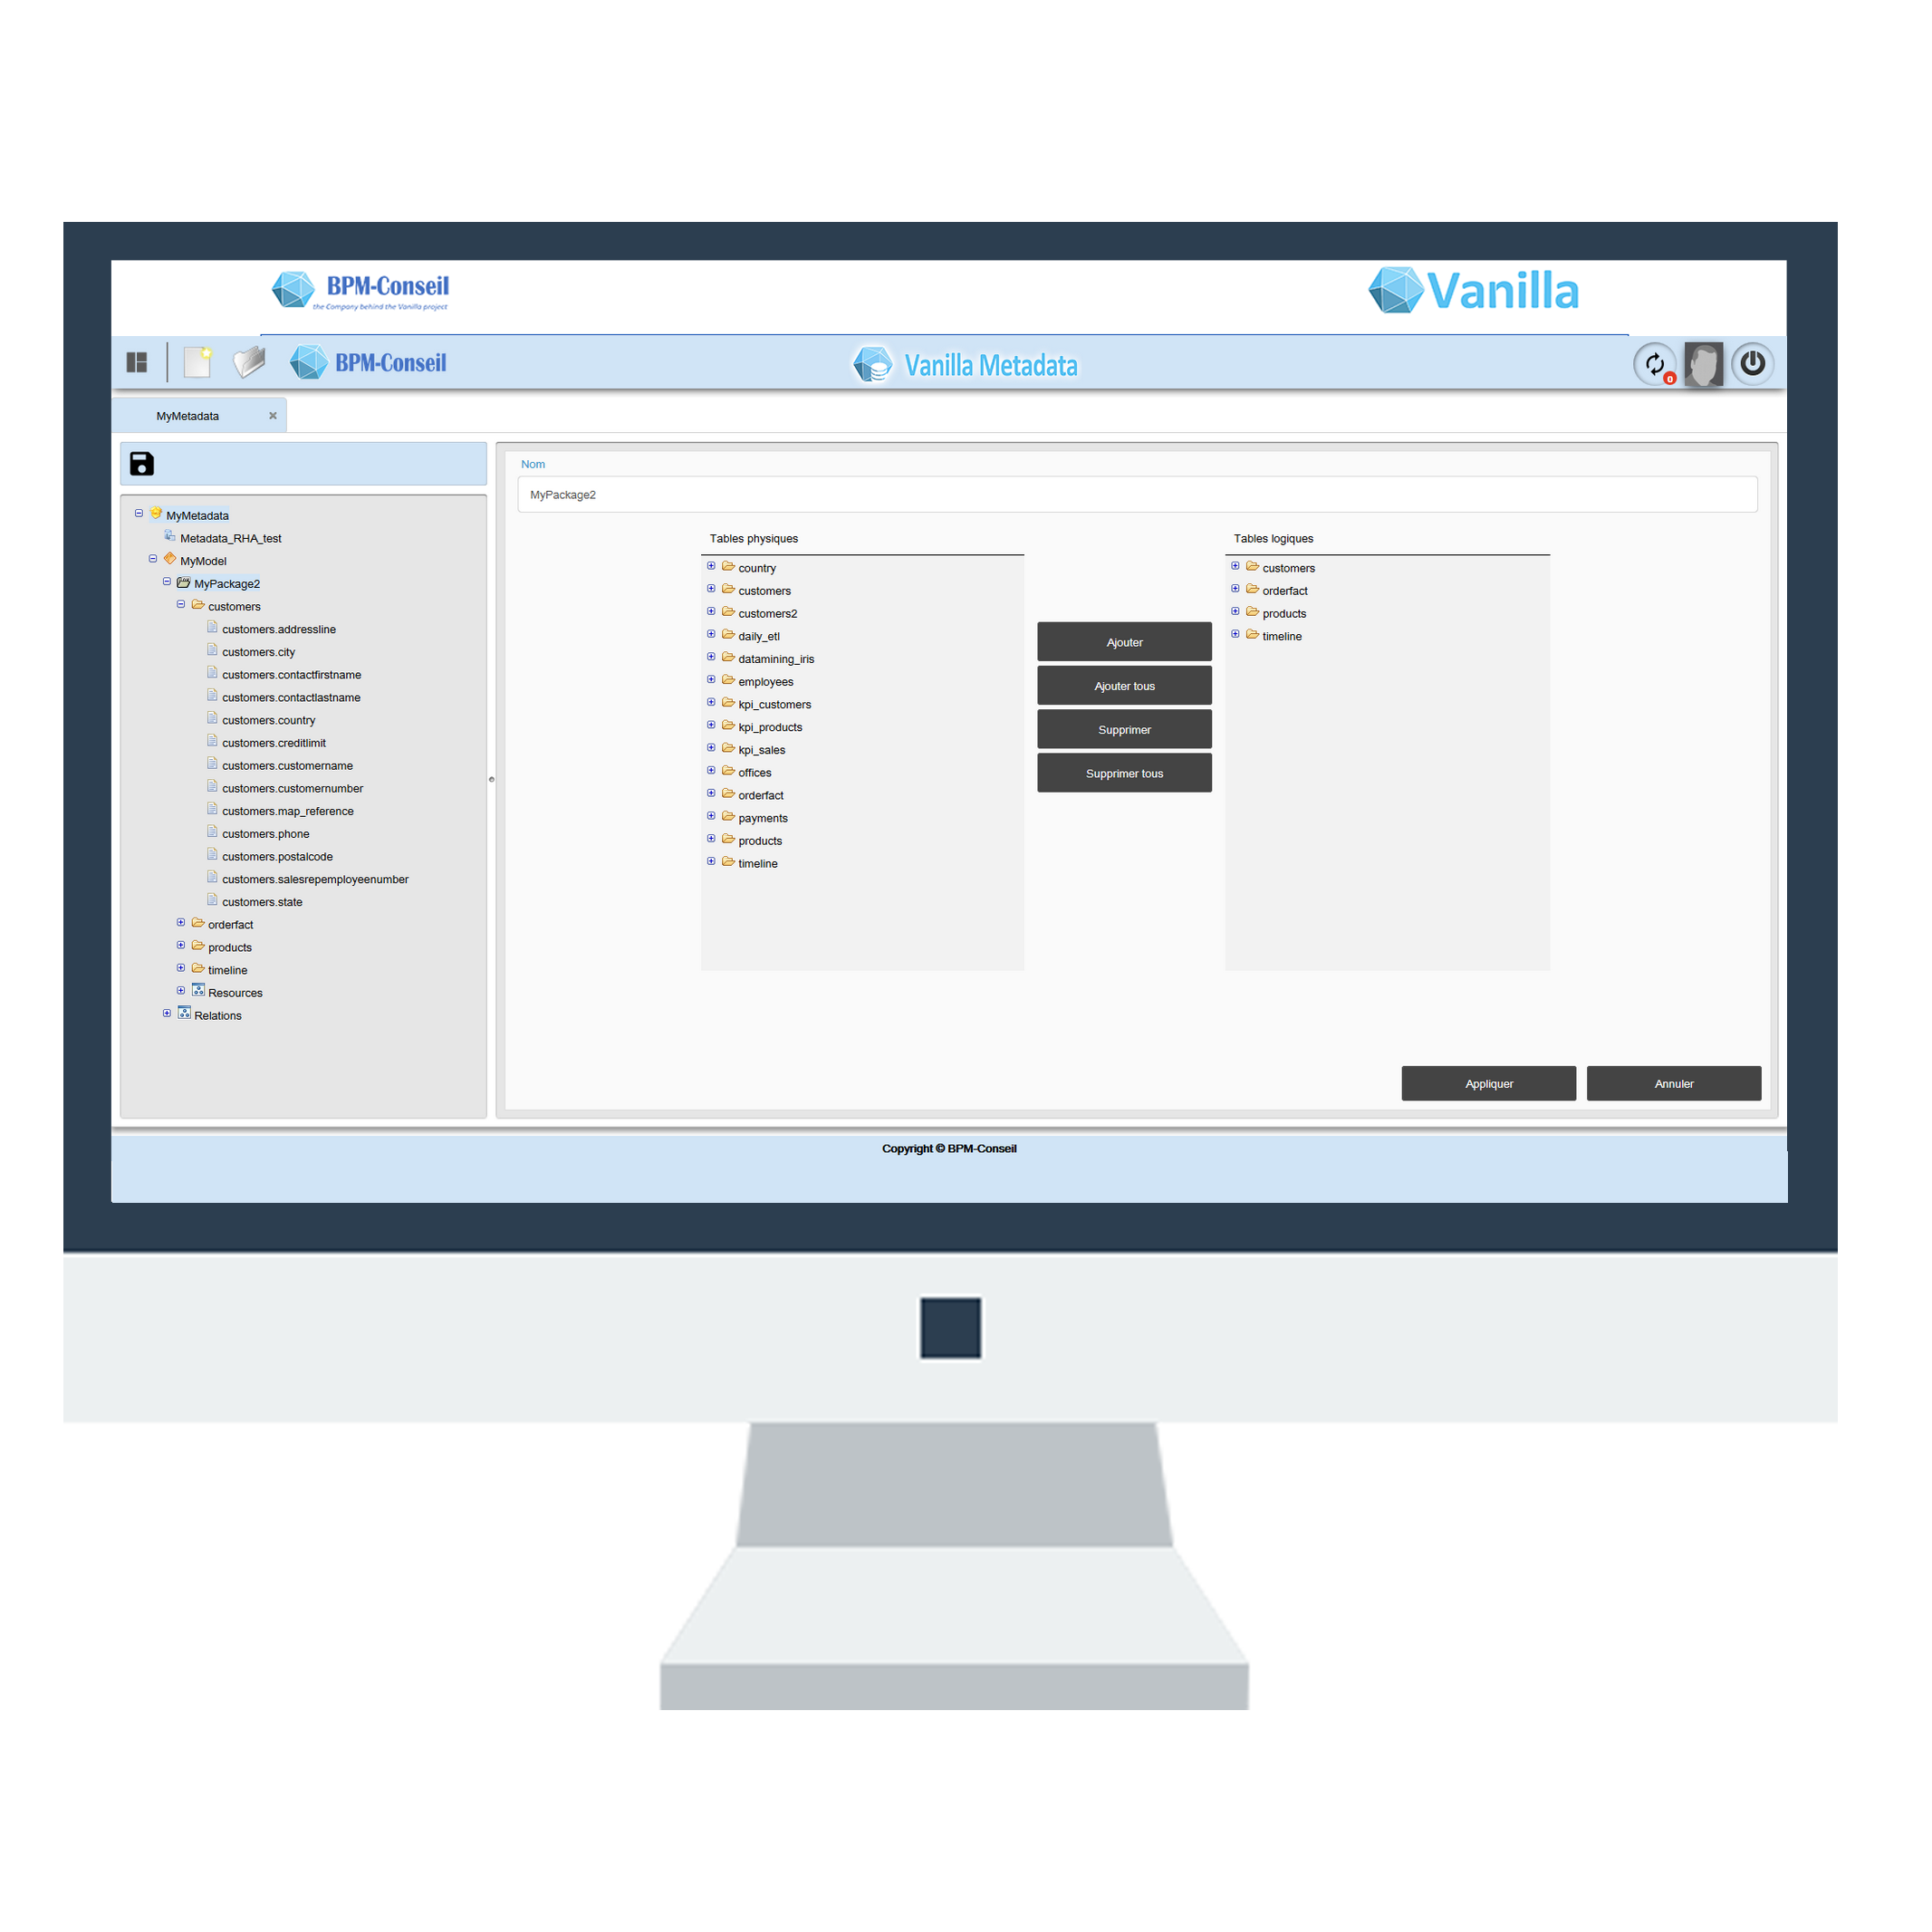 BPM-Conseil
the Company behind the Vanilla project
Vanilla
BPM-Conseil
Vanilla Metadata
0
MyMetadata
MyMetadata
Metadata_RHA_test
MyModel
MyPackage2
customers
customers.addressline
customers.city
customers.contactfirstname
customers.contactlastname
customers.country
customers.creditlimit
customers.customername
customers.customernumber
customers.map_reference
customers.phone
customers.postalcode
customers.salesrepemployeenumber
customers.state
orderfact
products
timeline
Resources
Relations
Nom
MyPackage2
Tables physiques
country
customers
customers2
daily_etl
datamining_iris
employees
kpi_customers
kpi_products
kpi_sales
offices
orderfact
payments
products
timeline
Ajouter
Ajouter tous
Supprimer
Supprimer tous
Tables logiques
customers
orderfact
products
timeline
Appliquer
Annuler
Copyright © BPM-Conseil